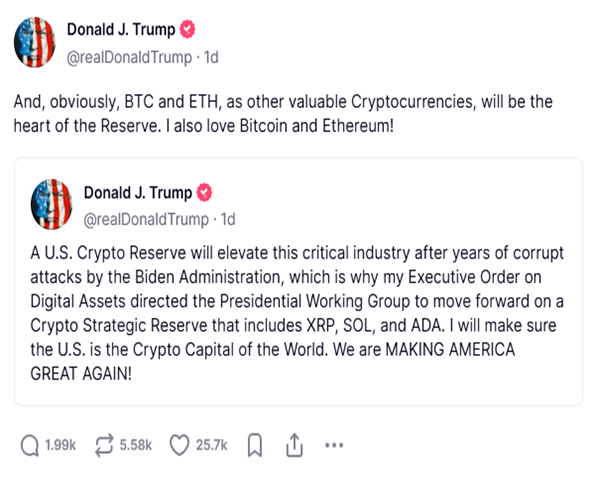 Donald J. Trump
@realDonaldTrump · 1d
And, obviously, BTC and ETH, as other valuable Cryptocurrencies, will be the
heart of the Reserve. I also love Bitcoin and Ethereum!
Donald J. Trump
@realDonaldTrump · 1d
A U.S. Crypto Reserve will elevate this critical industry after years of corrupt
attacks by the Biden Administration, which is why my Executive Order on
Digital Assets directed the Presidential Working Group to move forward on a
Crypto Strategic Reserve that includes XRP, SOL, and ADA. I will make sure
the U.S. is the Crypto Capital of the World. We are MAKING AMERICA
GREAT AGAIN!
1.99k 5.58k 25.7k